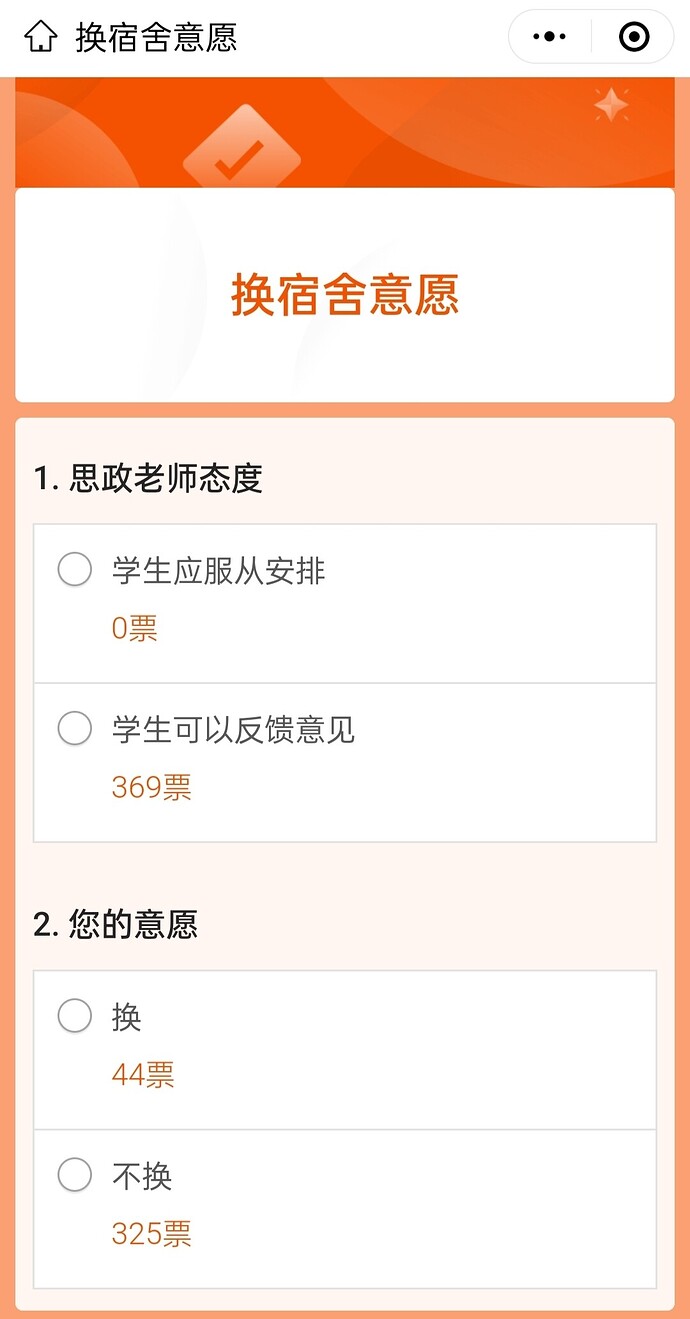 换宿舍意愿
换宿舍意愿
1. 思政老师态度
学生应服从安排
0票
学生可以反馈意见
369票
2. 您的意愿
换
44票
不换
325票